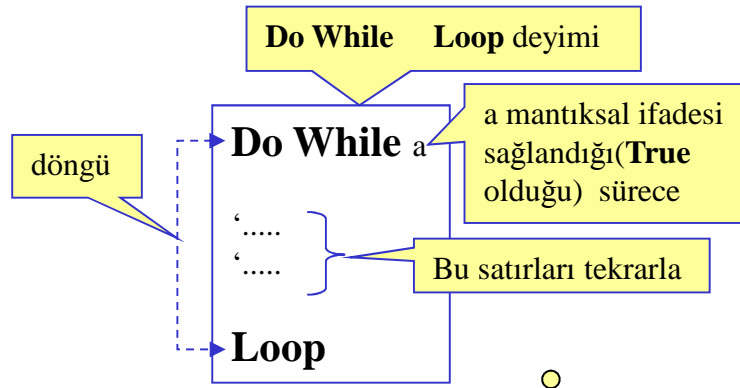 Do While Loop deyimi
a mantıksal ifadesi
sağlandığı(True
olduğu) sürece
döngü
Do While a
‘.....
‘.....
Bu satırları tekrarla
Loop